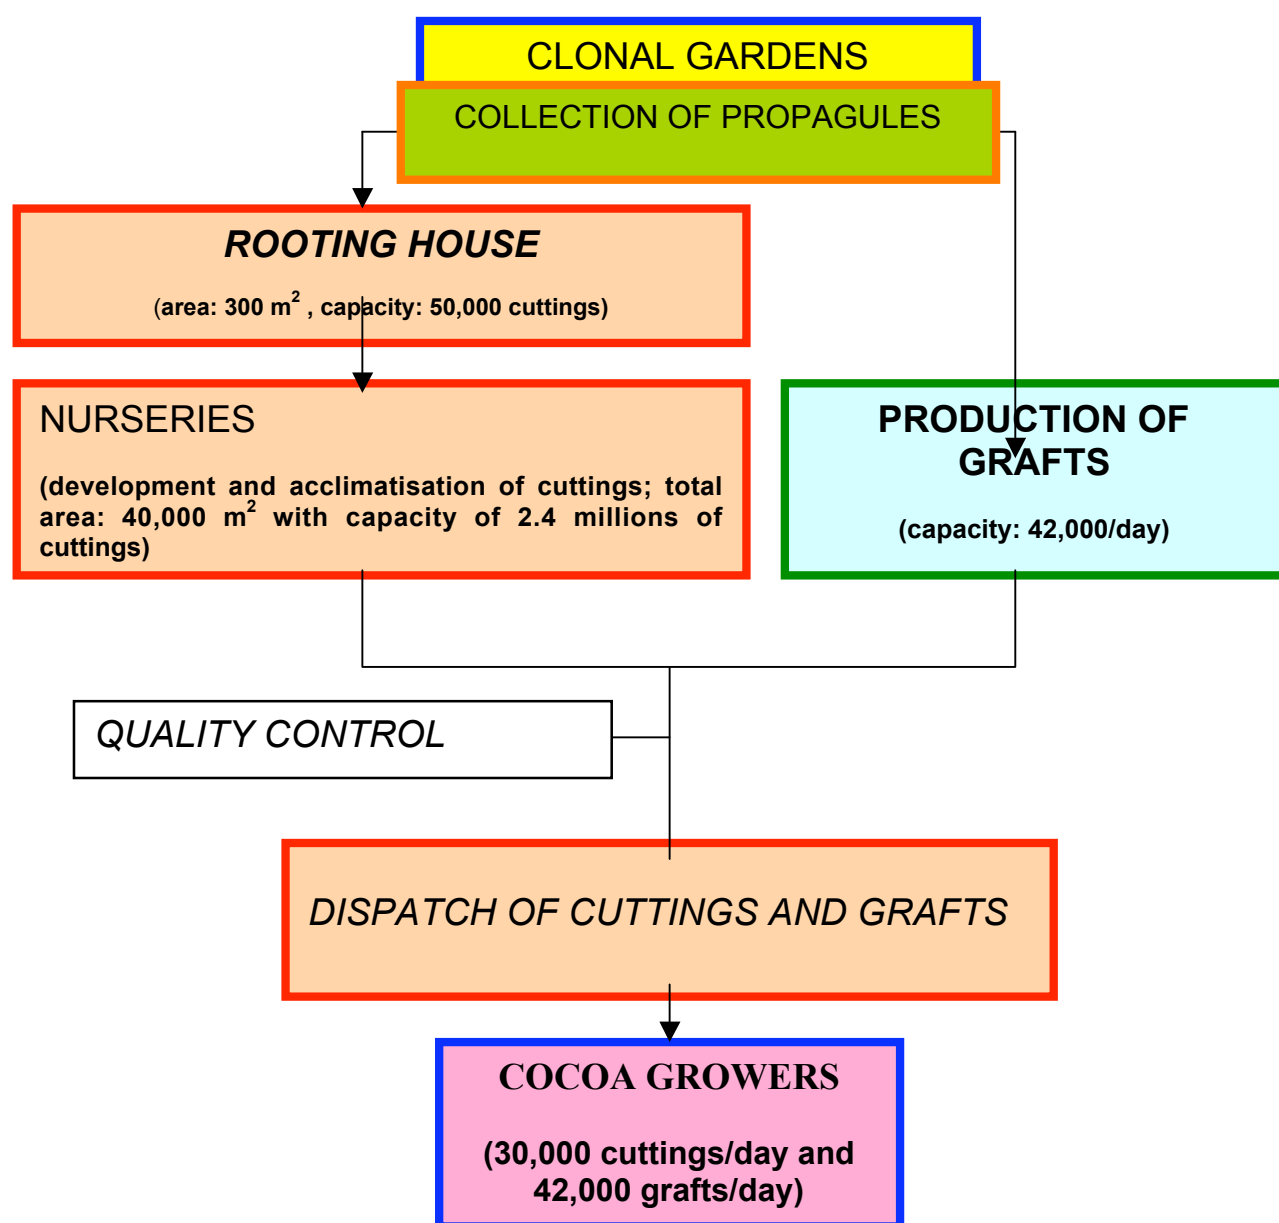 CLONAL GARDENS
COLLECTION OF PROPAGULES
ROOTING HOUSE
(area: 300 m2 , capacity: 50,000 cuttings)
NURSERIES
(development and acclimatisation of cuttings; total
area: 40,000 m2 with capacity of 2.4 millions of
cuttings)
PRODUCTION OF
GRAFTS
(capacity: 42,000/day)
QUALITY CONTROL
DISPATCH OF CUTTINGS AND GRAFTS
COCOA GROWERS
(30,000 cuttings/day and
42,000 grafts/day)